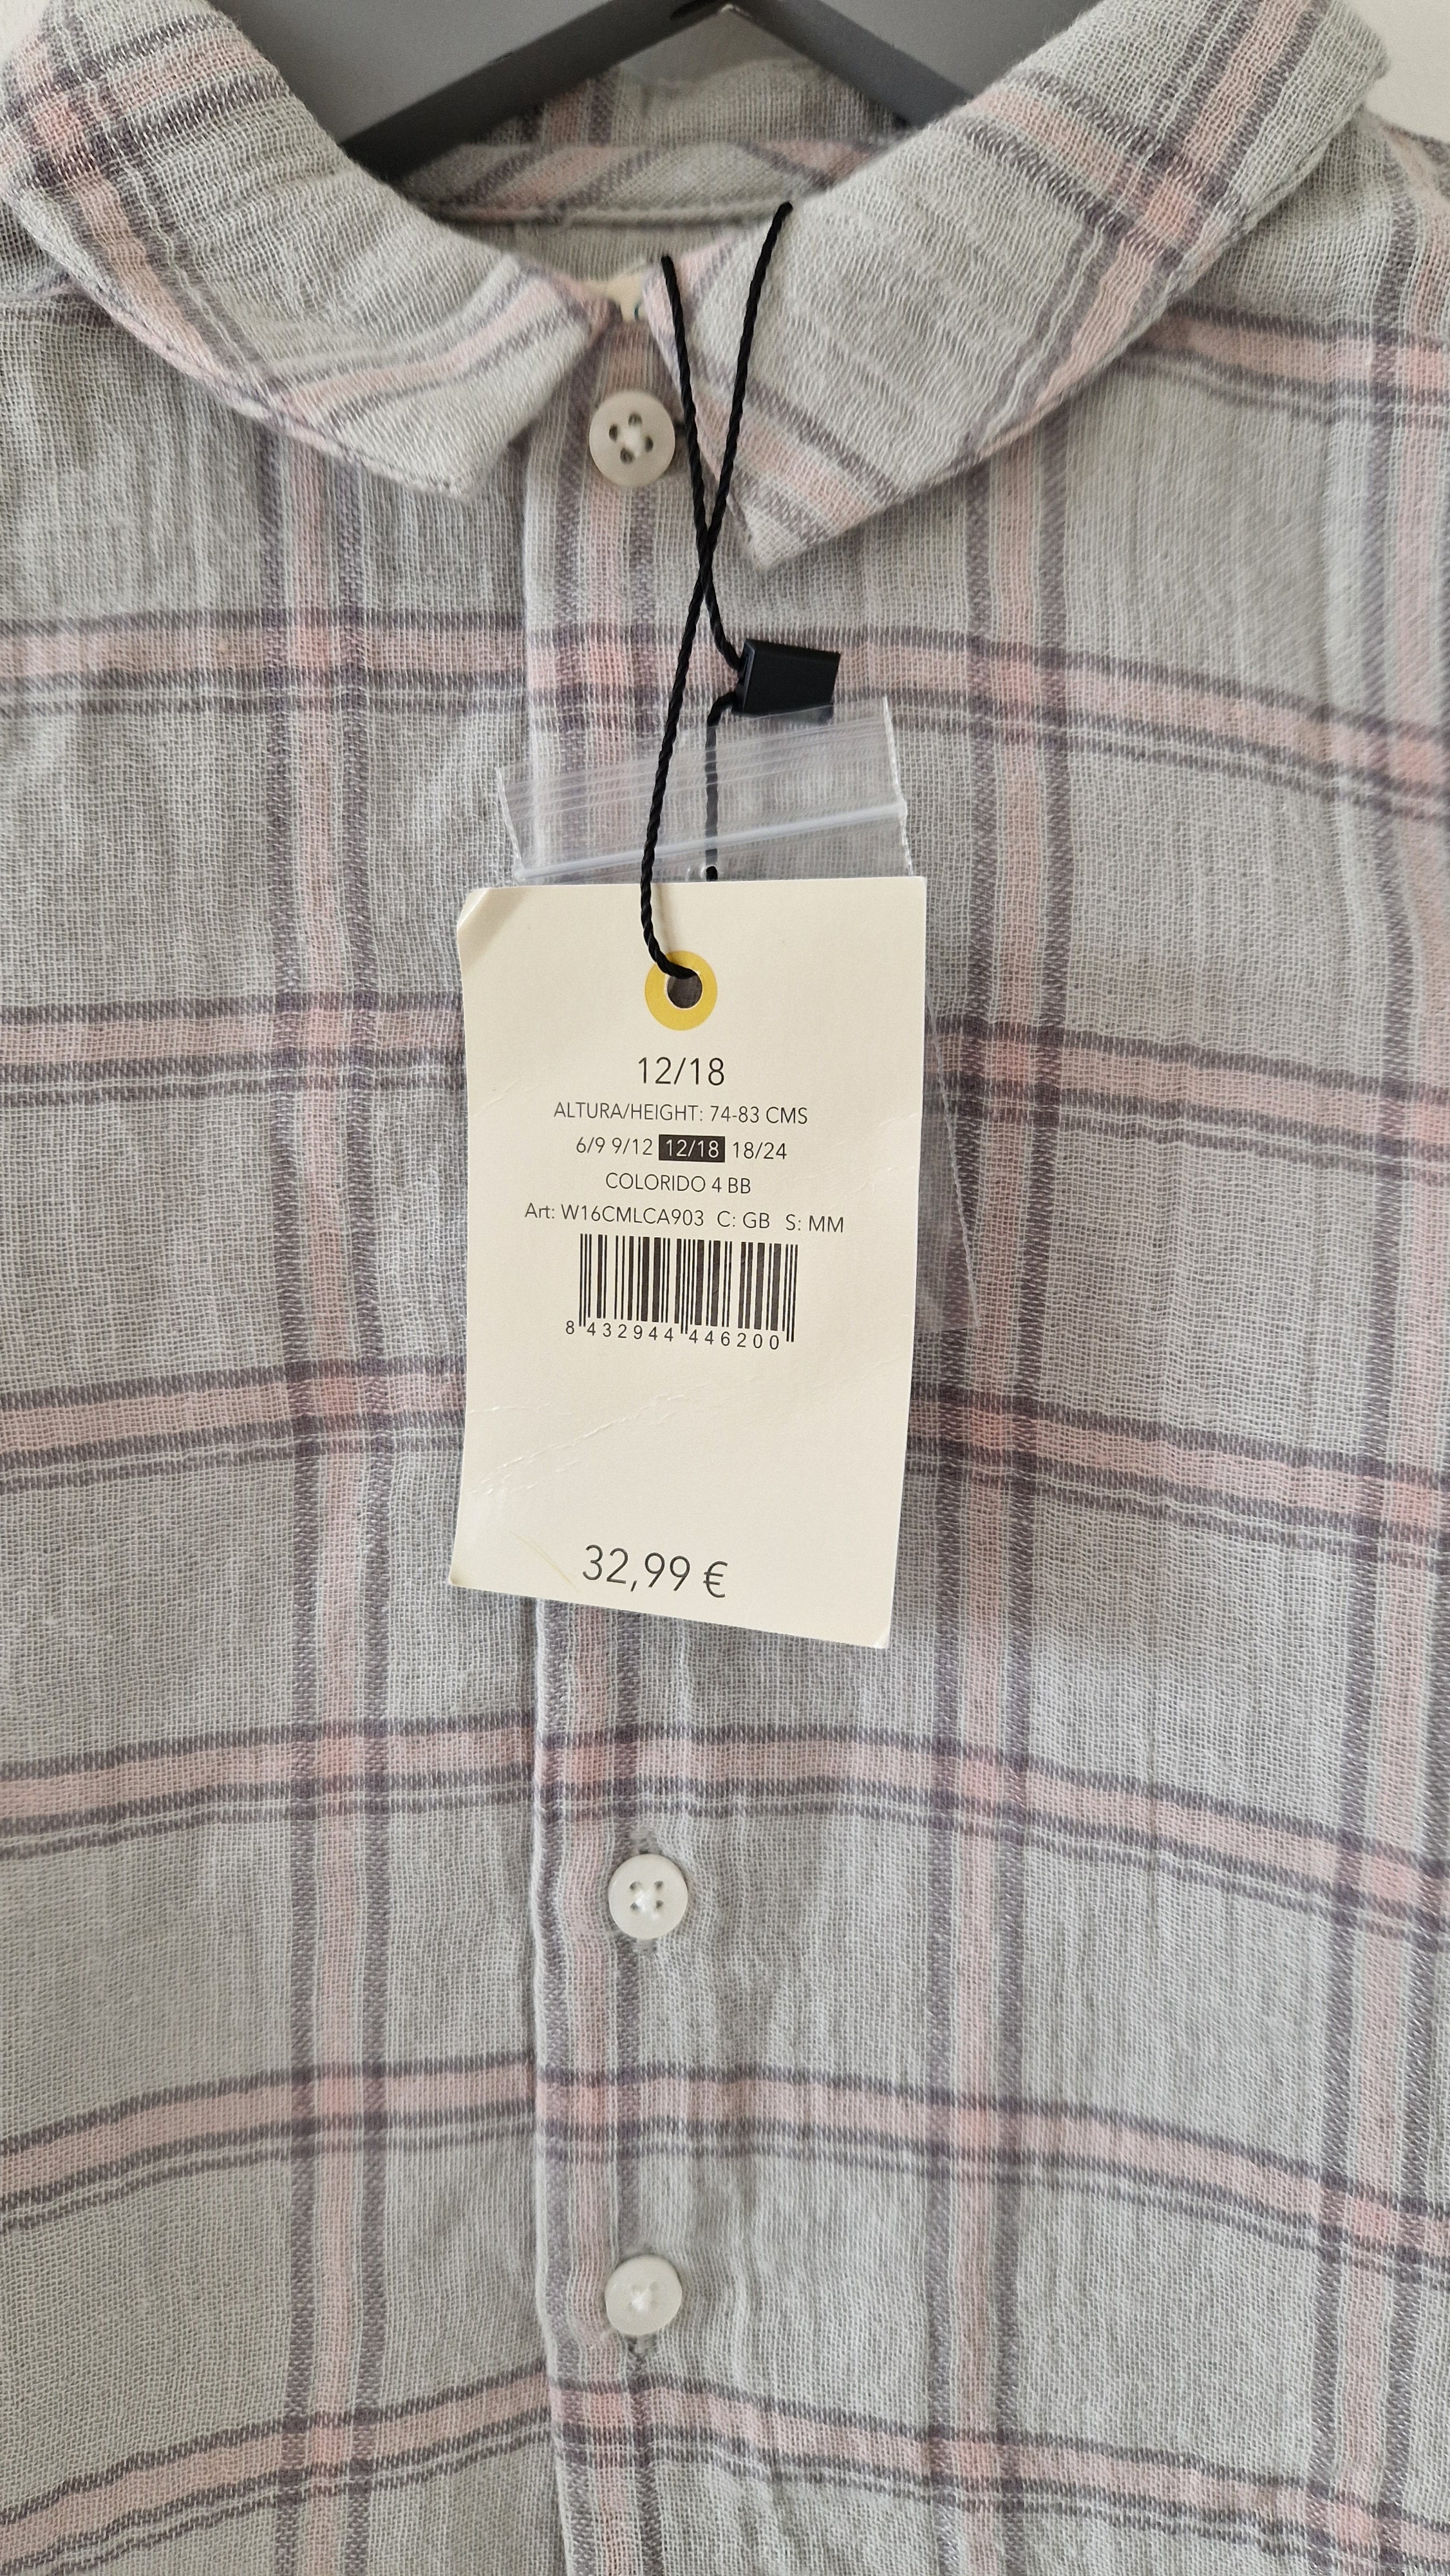 12/18
ALTURA/HEIGHT: 74-83 CMS
6/9 9/12 12/18 18/24
COLORIDO 4 BB
Art: W16CMLCA903 C: GB S: MM
8 432944 446200
32,99 €